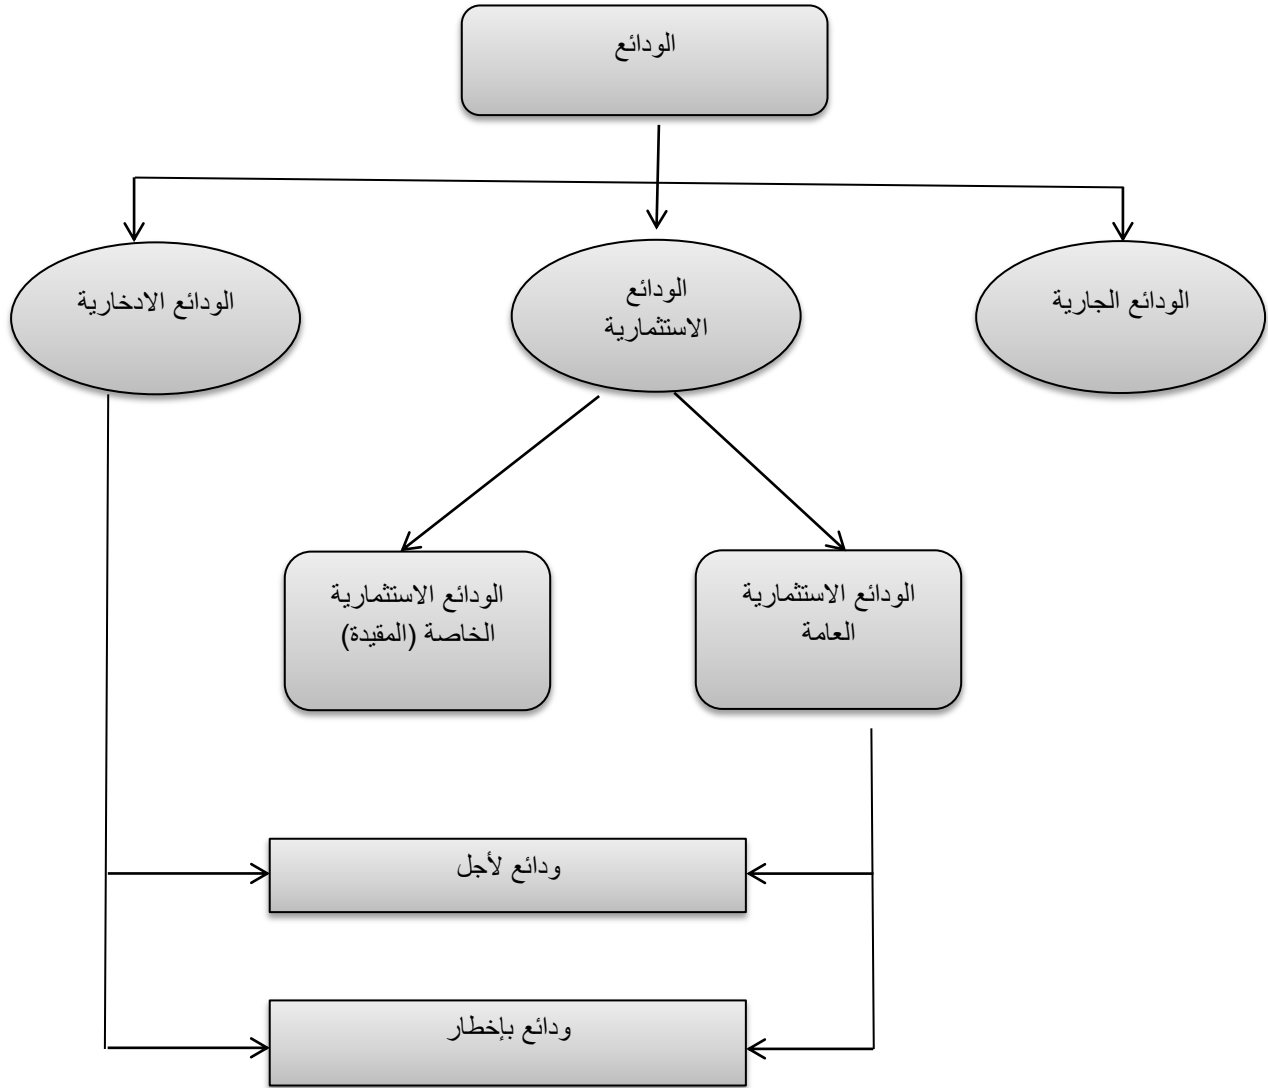 الودائع
الودائع الجارية
الودائع
الاستثمارية
الودائع الادخارية
الودائع الاستثمارية
العامة
الودائع الاستثمارية
الخاصة (المقيدة)
ودائع لأجل
ودائع بإخطار